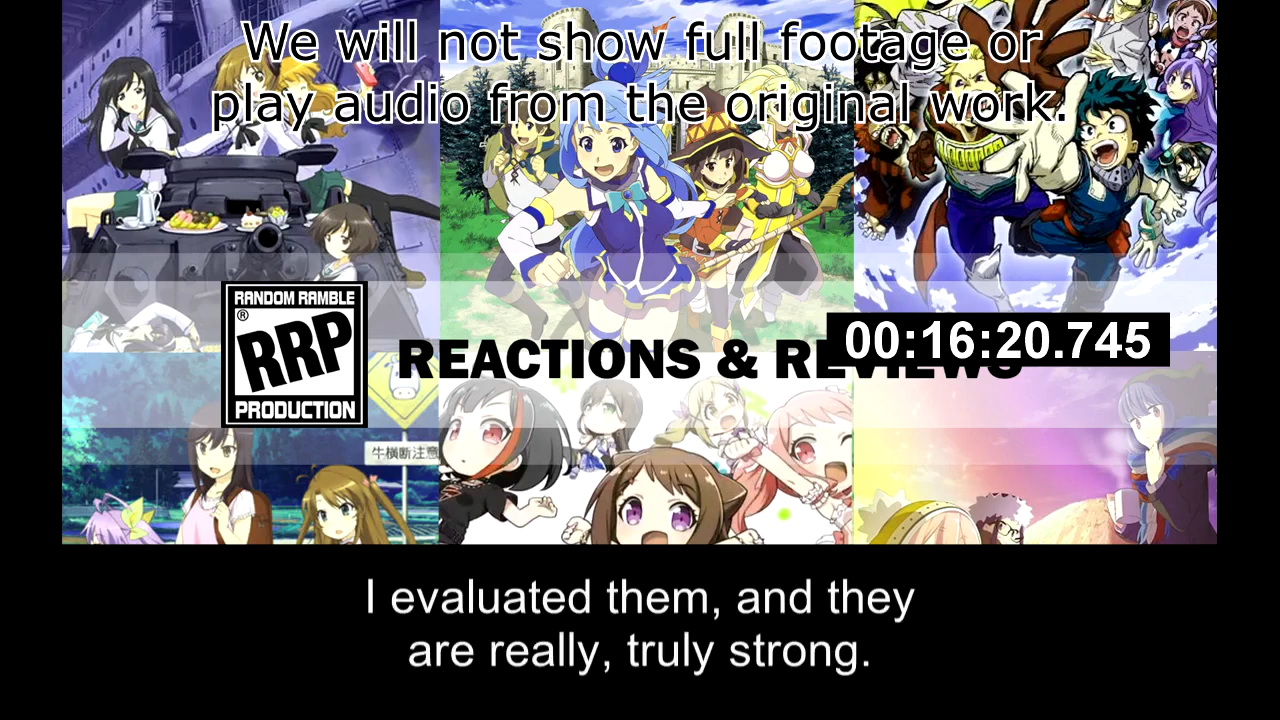 We will not show full footage or
play audio from the original work.
RANDOM RAMBLE
®
RRP
PRODUCTION
REACTIONS & REVIEWS
00:16:20.745
牛横断注意
I evaluated them, and they
are really, truly strong.